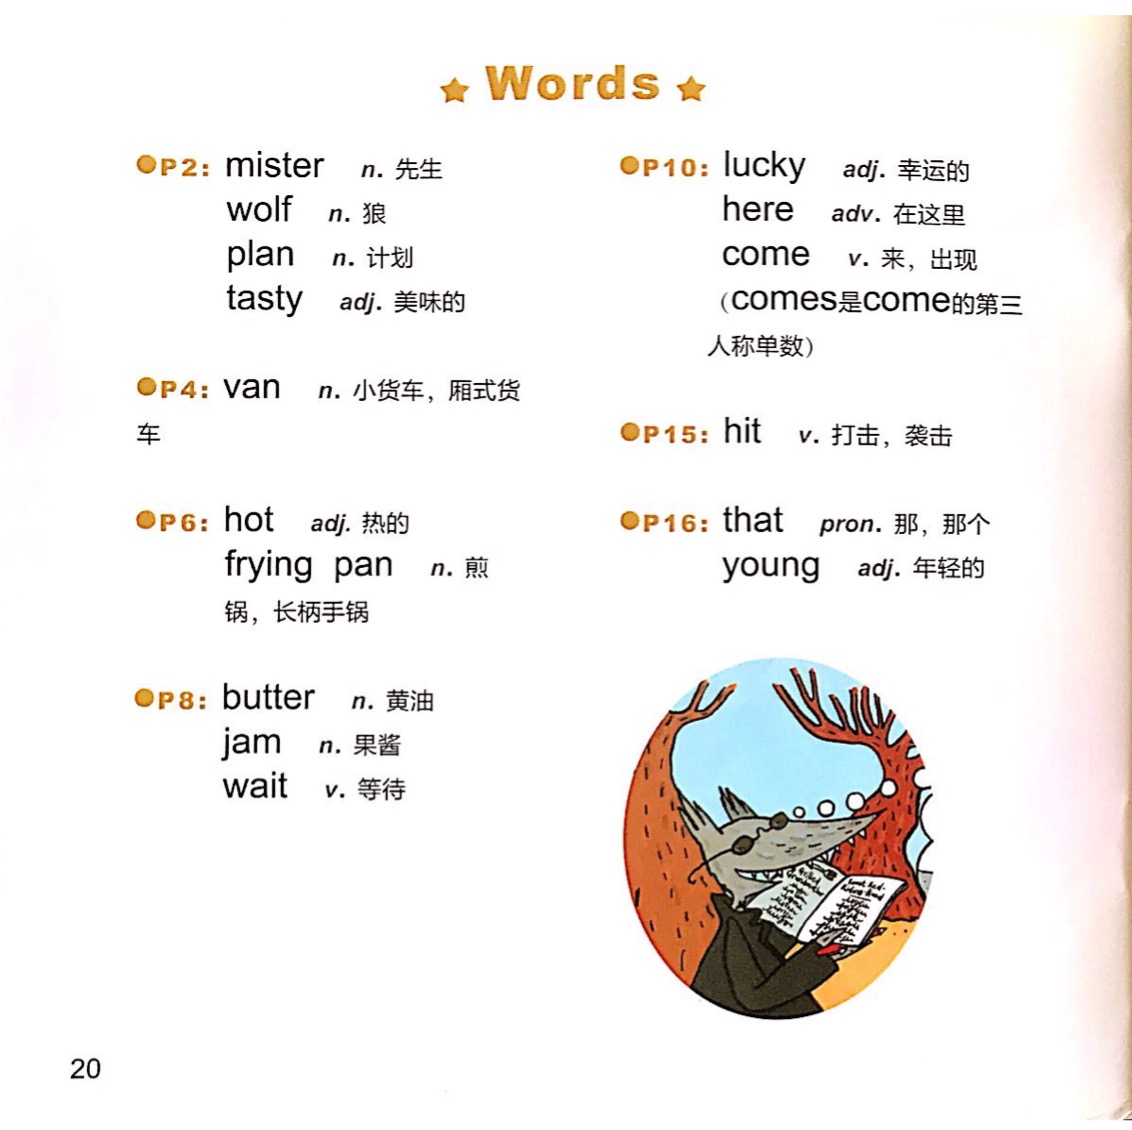 Words
P2: mister n. 先生
wolf n. 狼
plan n. 计划
tasty adj. 美味的
P4: van n. 小货车，厢式货
车
P6: hot adj. 热的
frying pan n. 煎
锅，长柄手锅
P8: butter n. 黄油
jam n. 果酱
wait v. 等待
P10: lucky adj. 幸运的
here adv. 在这里
come v. 来，出现
（comes是come的第三
人称单数）
P15: hit v. 打击，袭击
P16: that pron. 那，那个
young adj. 年轻的
20